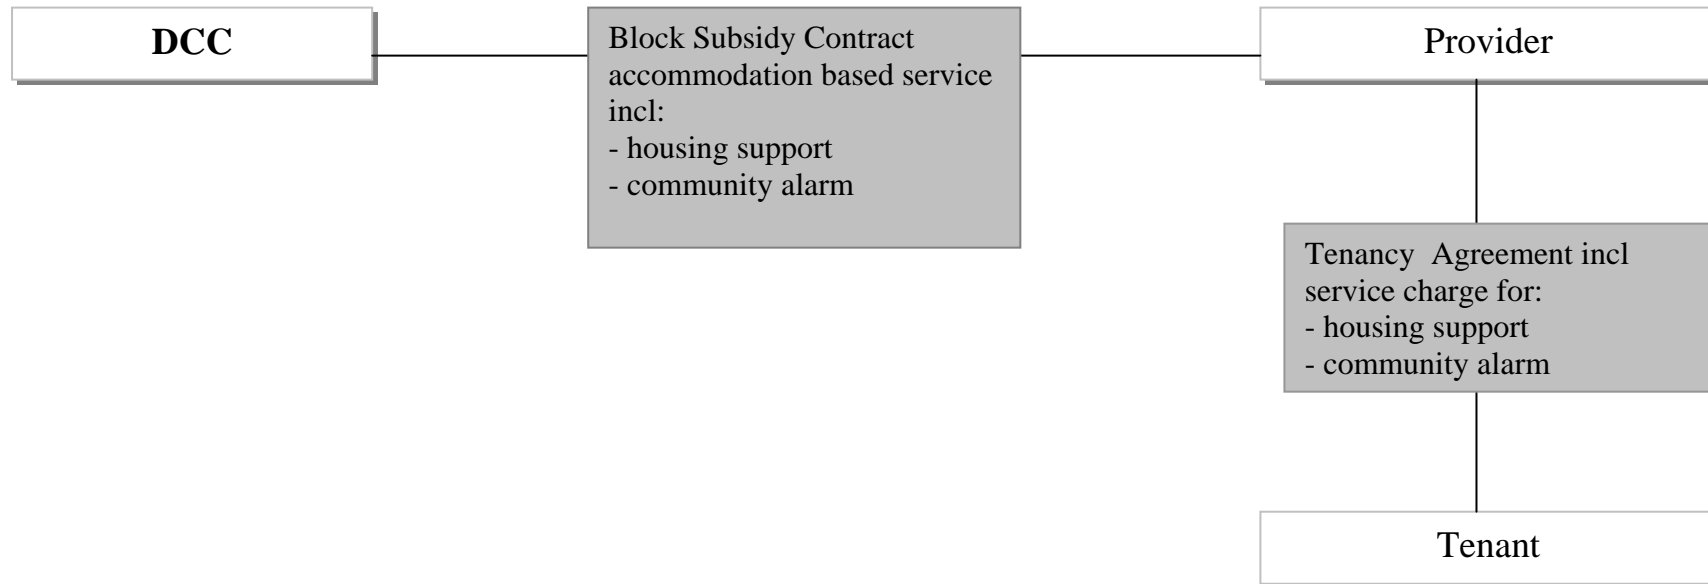 DCC
Block Subsidy Contract
accommodation based service
incl:
- housing support
- community alarm
Provider
Tenancy  Agreement incl
service charge for:
- housing support
- community alarm
Tenant